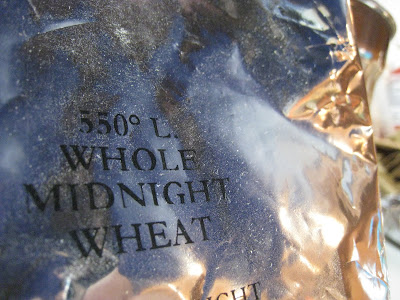 550° L.
WHOLE
MIDNIGHT
WHEAT